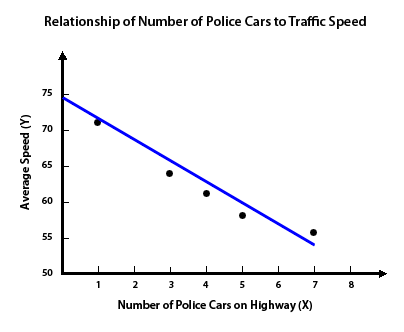 Relationship of Number of Police Cars to Traffic Speed
Average Speed (Y)
75
70
65
60
55
50
1 2 3 4 5 6 7 8
Number of Police Cars on Highway (X)